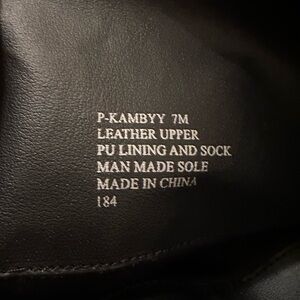 P-KAMBYY 7M
LEATHER UPPER
PU LINING AND SOCK
MAN MADE SOLE
MADE IN CHINA
184